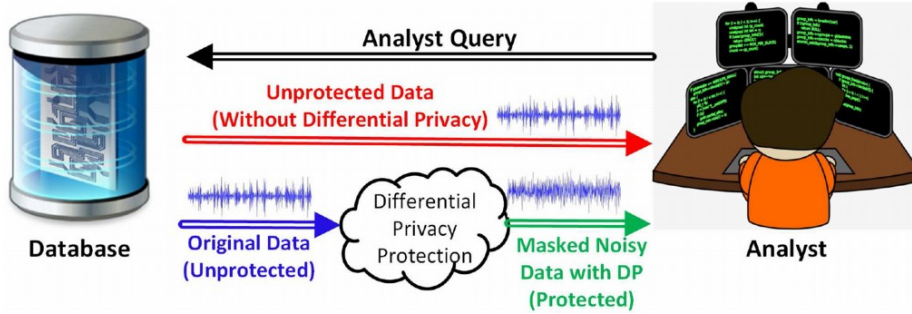 Analyst Query
Unprotected Data
(Without Differential Privacy)
Differential
Privacy
Protection
Database
Original Data
(Unprotected)
Masked Noisy
Data with DP
(Protected)
Analyst